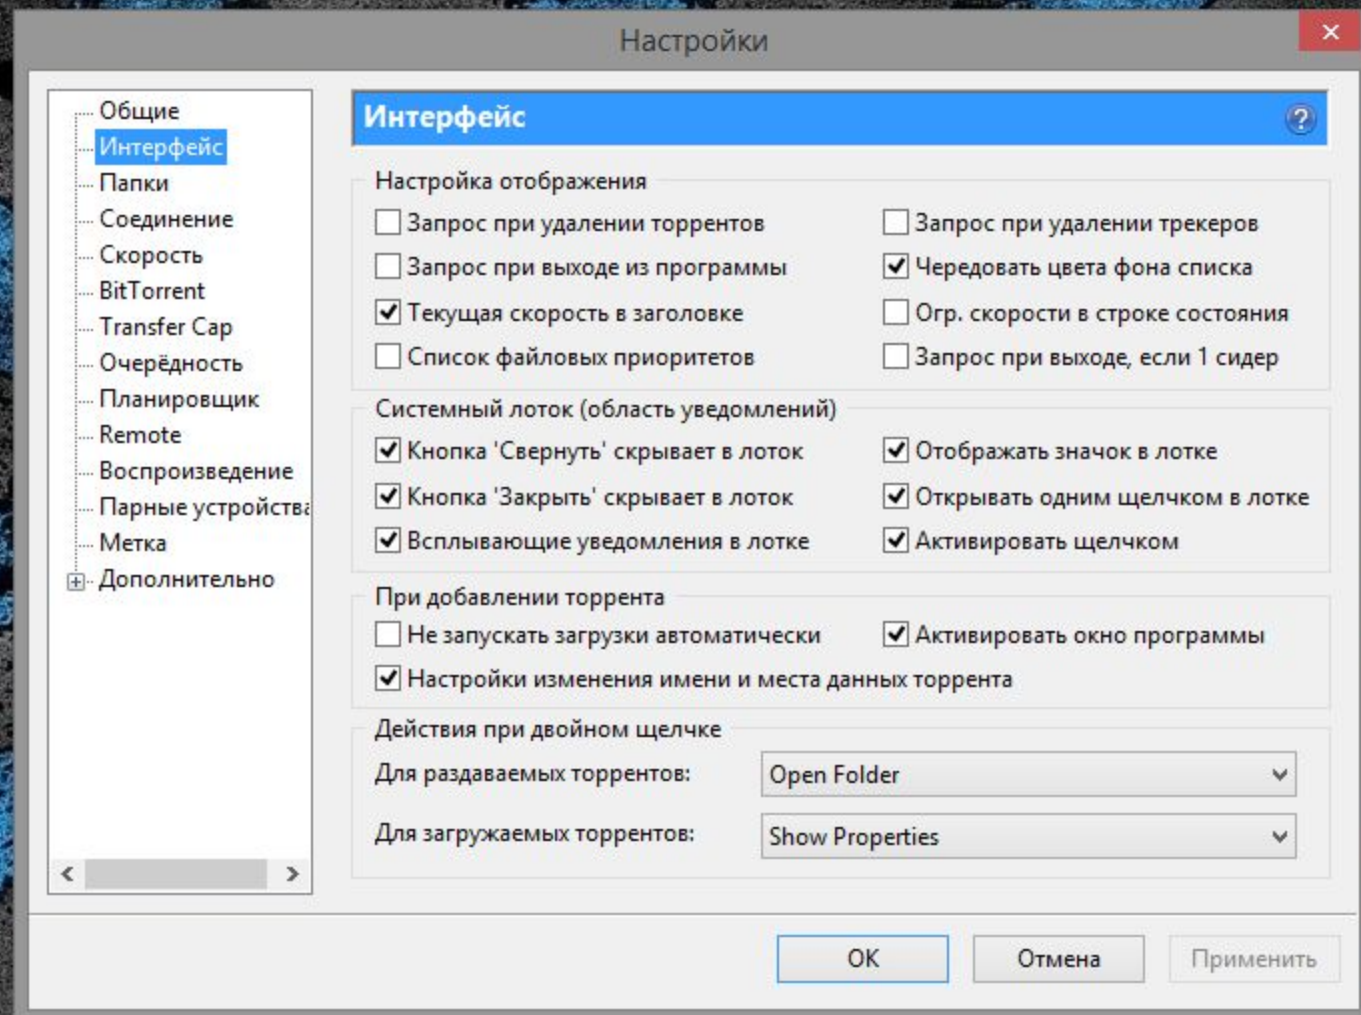 Настройки
Общие
Интерфейс
Папки
Соединение
Скорость
BitTorrent
Transfer Cap
Очерёдность
Планировщик
Remote
Воспроизведение
Парные устройства
Метка
Дополнительно
Интерфейс
Настройка отображения
Запрос при удалении торрентов
Запрос при удалении трекеров
Запрос при выходе из программы
Чередовать цвета фона списка
Текущая скорость в заголовке
Огр. скорости в строке состояния
Список файловых приоритетов
Запрос при выходе, если 1 сидер
Системный лоток (область уведомлений)
Кнопка 'Свернуть' скрывает в лоток
Отображать значок в лотке
Кнопка 'Закрыть' скрывает в лоток
Открывать одним щелчком в лотке
Всплывающие уведомления в лотке
Активировать щелчком
При добавлении торрента
Не запускать загрузки автоматически
Активировать окно программы
Настройки изменения имени и места данных торрента
Действия при двойном щелчке
Для раздаваемых торрентов:
Open Folder
Для загружаемых торрентов:
Show Properties
OK
Отмена
Применить